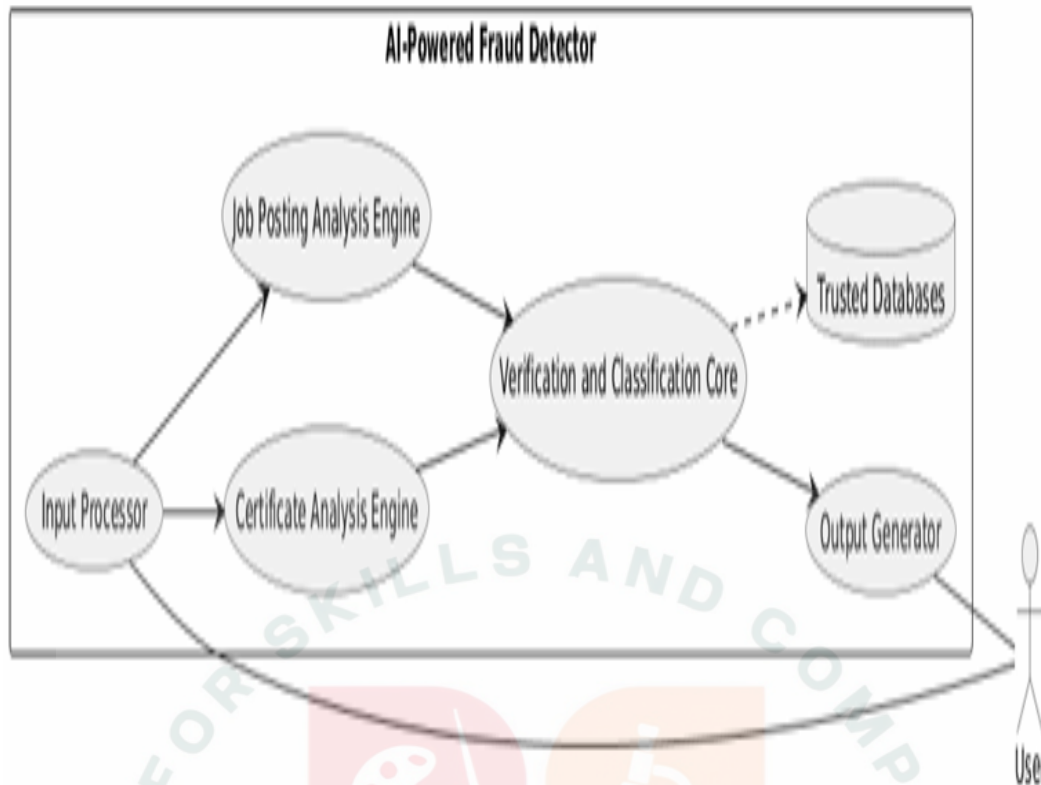 AI-Powered Fraud Detector
Job Posting Analysis Engine
Trusted Databases
Verification and Classification Core
Input Processor
Certificate Analysis Engine
Output Generator
Use
FOR SKILLS AND COMP